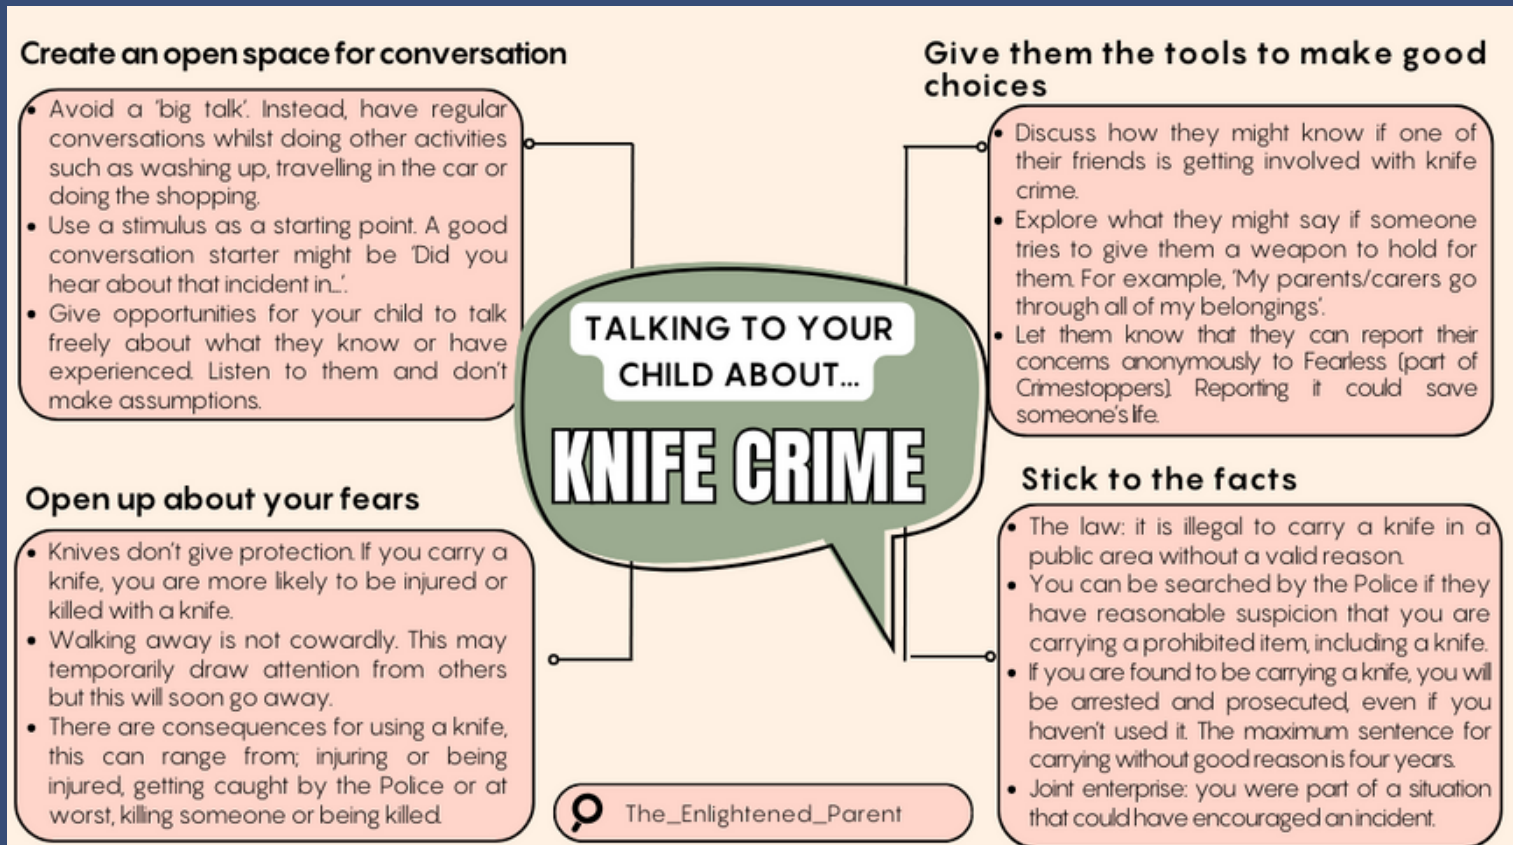 Create an open space for conversation
• Avoid a 'big talk'. Instead, have regular
conversations whilst doing other activities
such as washing up, travelling in the car or
doing the shopping.
• Use a stimulus as a starting point. A good
conversation starter might be 'Did you
hear about that incident in...'.
• Give opportunities for your child to talk
freely about what they know or have
experienced. Listen to them and don't
make assumptions.
Give them the tools to make good
choices
• Discuss how they might know if one of
their friends is getting involved with knife
crime.
• Explore what they might say if someone
tries to give them a weapon to hold for
them. For example, 'My parents/carers go
through all of my belongings'.
• Let them know that they can report their
concerns anonymously to Fearless (part of
Crimestoppers). Reporting it could save
someone's life.
TALKING TO YOUR
CHILD ABOUT...
KNIFE CRIME
Open up about your fears
• Knives don't give protection. If you carry a
knife, you are more likely to be injured or
killed with a knife.
• Walking away is not cowardly. This may
temporarily draw attention from others
but this will soon go away.
• There are consequences for using a knife,
this can range from; injuring or being
injured, getting caught by the Police or at
worst, killing someone or being killed.
Stick to the facts
• The law: it is illegal to carry a knife in a
public area without a valid reason.
• You can be searched by the Police if they
have reasonable suspicion that you are
carrying a prohibited item, including a knife.
• If you are found to be carrying a knife, you will
be arrested and prosecuted, even if you
haven't used it. The maximum sentence for
carrying without good reason is four years.
• Joint enterprise: you were part of a situation
that could have encouraged an incident.
The_Enlightened_Parent